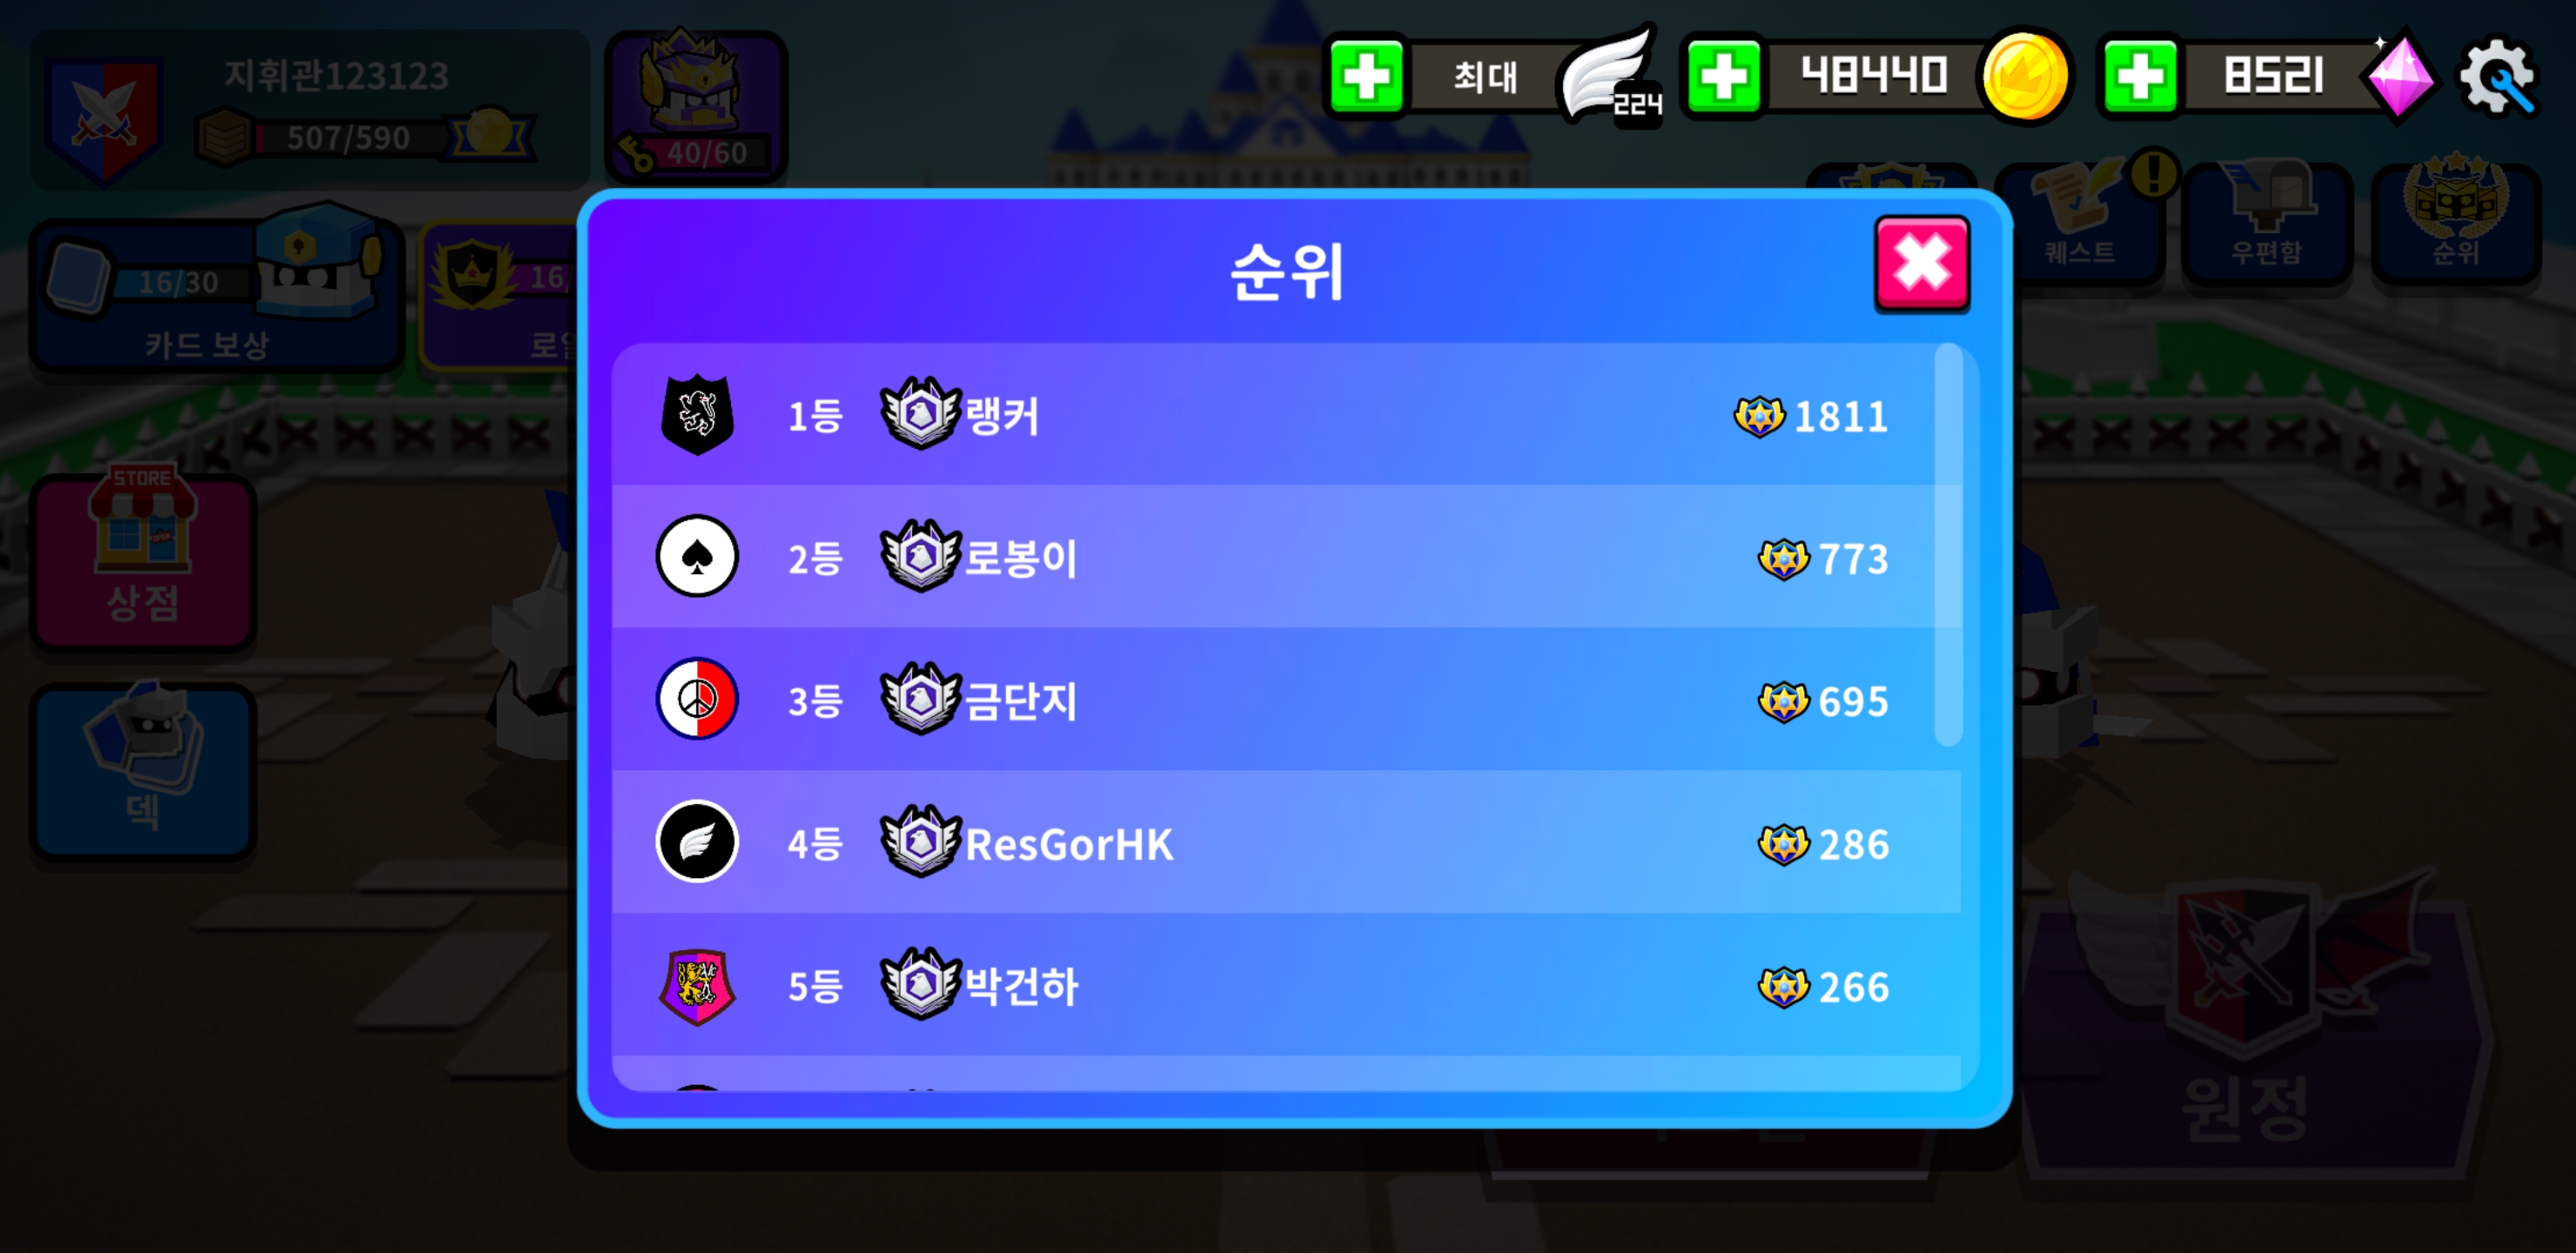 지휘관123123
507/590
40/60
최대
224
48440
8521
16/30
카드 보상
16/
퀘스트
우편함
순위
STORE
OPEN
상점
덱
순위
1등 랭커 1811
2등 로봉이 773
3등 금단지 695
4등 ResGorHK 286
5등 박건하 266
원정